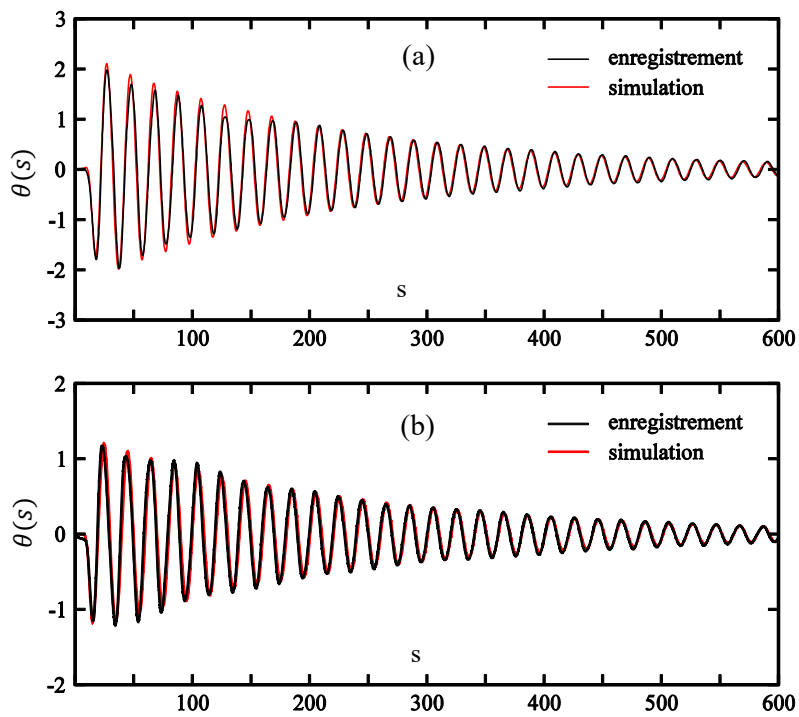 3
(a)
enregistrement
2
simulation
1
θ(s)
0
-1
-2
s
-3
100 200 300 400 500 600
2
(b)
enregistrement
simulation
1
θ(s)
0
-1
s
-2
100 200 300 400 500 600